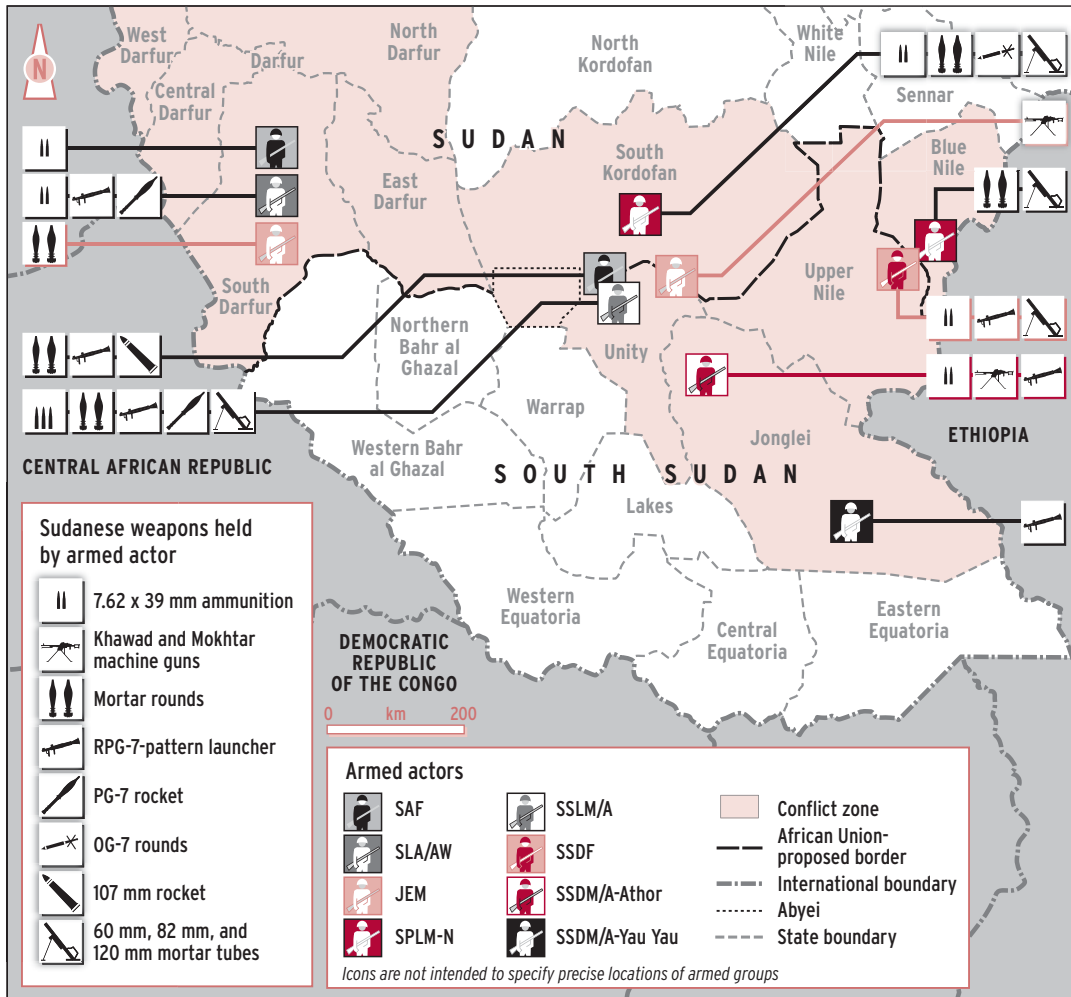 West
Darfur
Darfur
North
Darfur
North
Kordofan
White
Nile
Sennar
N
Central
Darfur
SUDAN
South
Kordofan
Blue
Nile
East
Darfur
South
Darfur
Upper
Nile
Northern
Bahr al
Ghazal
Unity
Warrap
Western Bahr
al Ghazal
Jonglei
ETHIOPIA
CENTRAL AFRICAN REPUBLIC
SOUTH SUDAN
Lakes
Western
Equatoria
Central
Equatoria
Eastern
Equatoria
DEMOCRATIC
REPUBLIC
OF THE CONGO
0 km 200
Sudanese weapons held
by armed actor
7.62 x 39 mm ammunition
Khawad and Mokhtar
machine guns
Mortar rounds
RPG-7-pattern launcher
PG-7 rocket
OG-7 rounds
107 mm rocket
60 mm, 82 mm, and
120 mm mortar tubes
Armed actors
SAF
SLA/AW
JEM
SPLM-N
SSLM/A
SSDF
SSDM/A-Athor
SSDM/A-Yau Yau
Conflict zone
African Union-
proposed border
International boundary
Abyei
State boundary
Icons are not intended to specify precise locations of armed groups